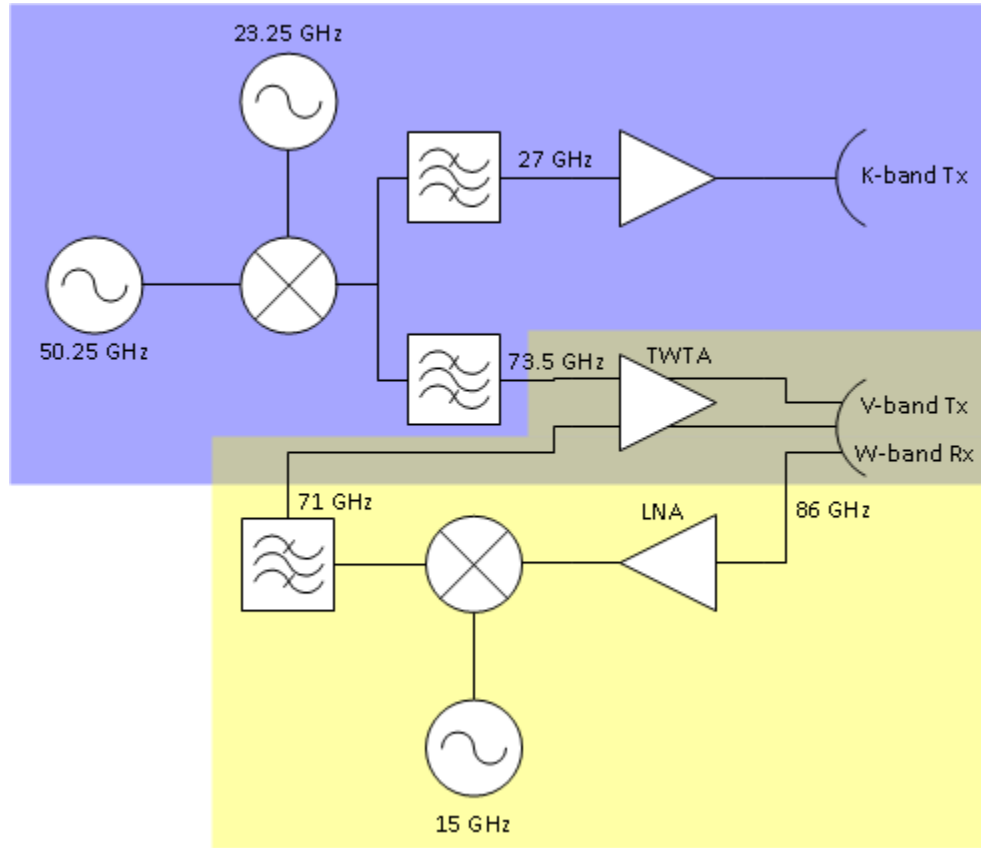 23.25 GHz
27 GHz
K-band Tx
50.25 GHz
73.5 GHz
TWTA
V-band Tx
W-band Rx
71 GHz
LNA
86 GHz
15 GHz